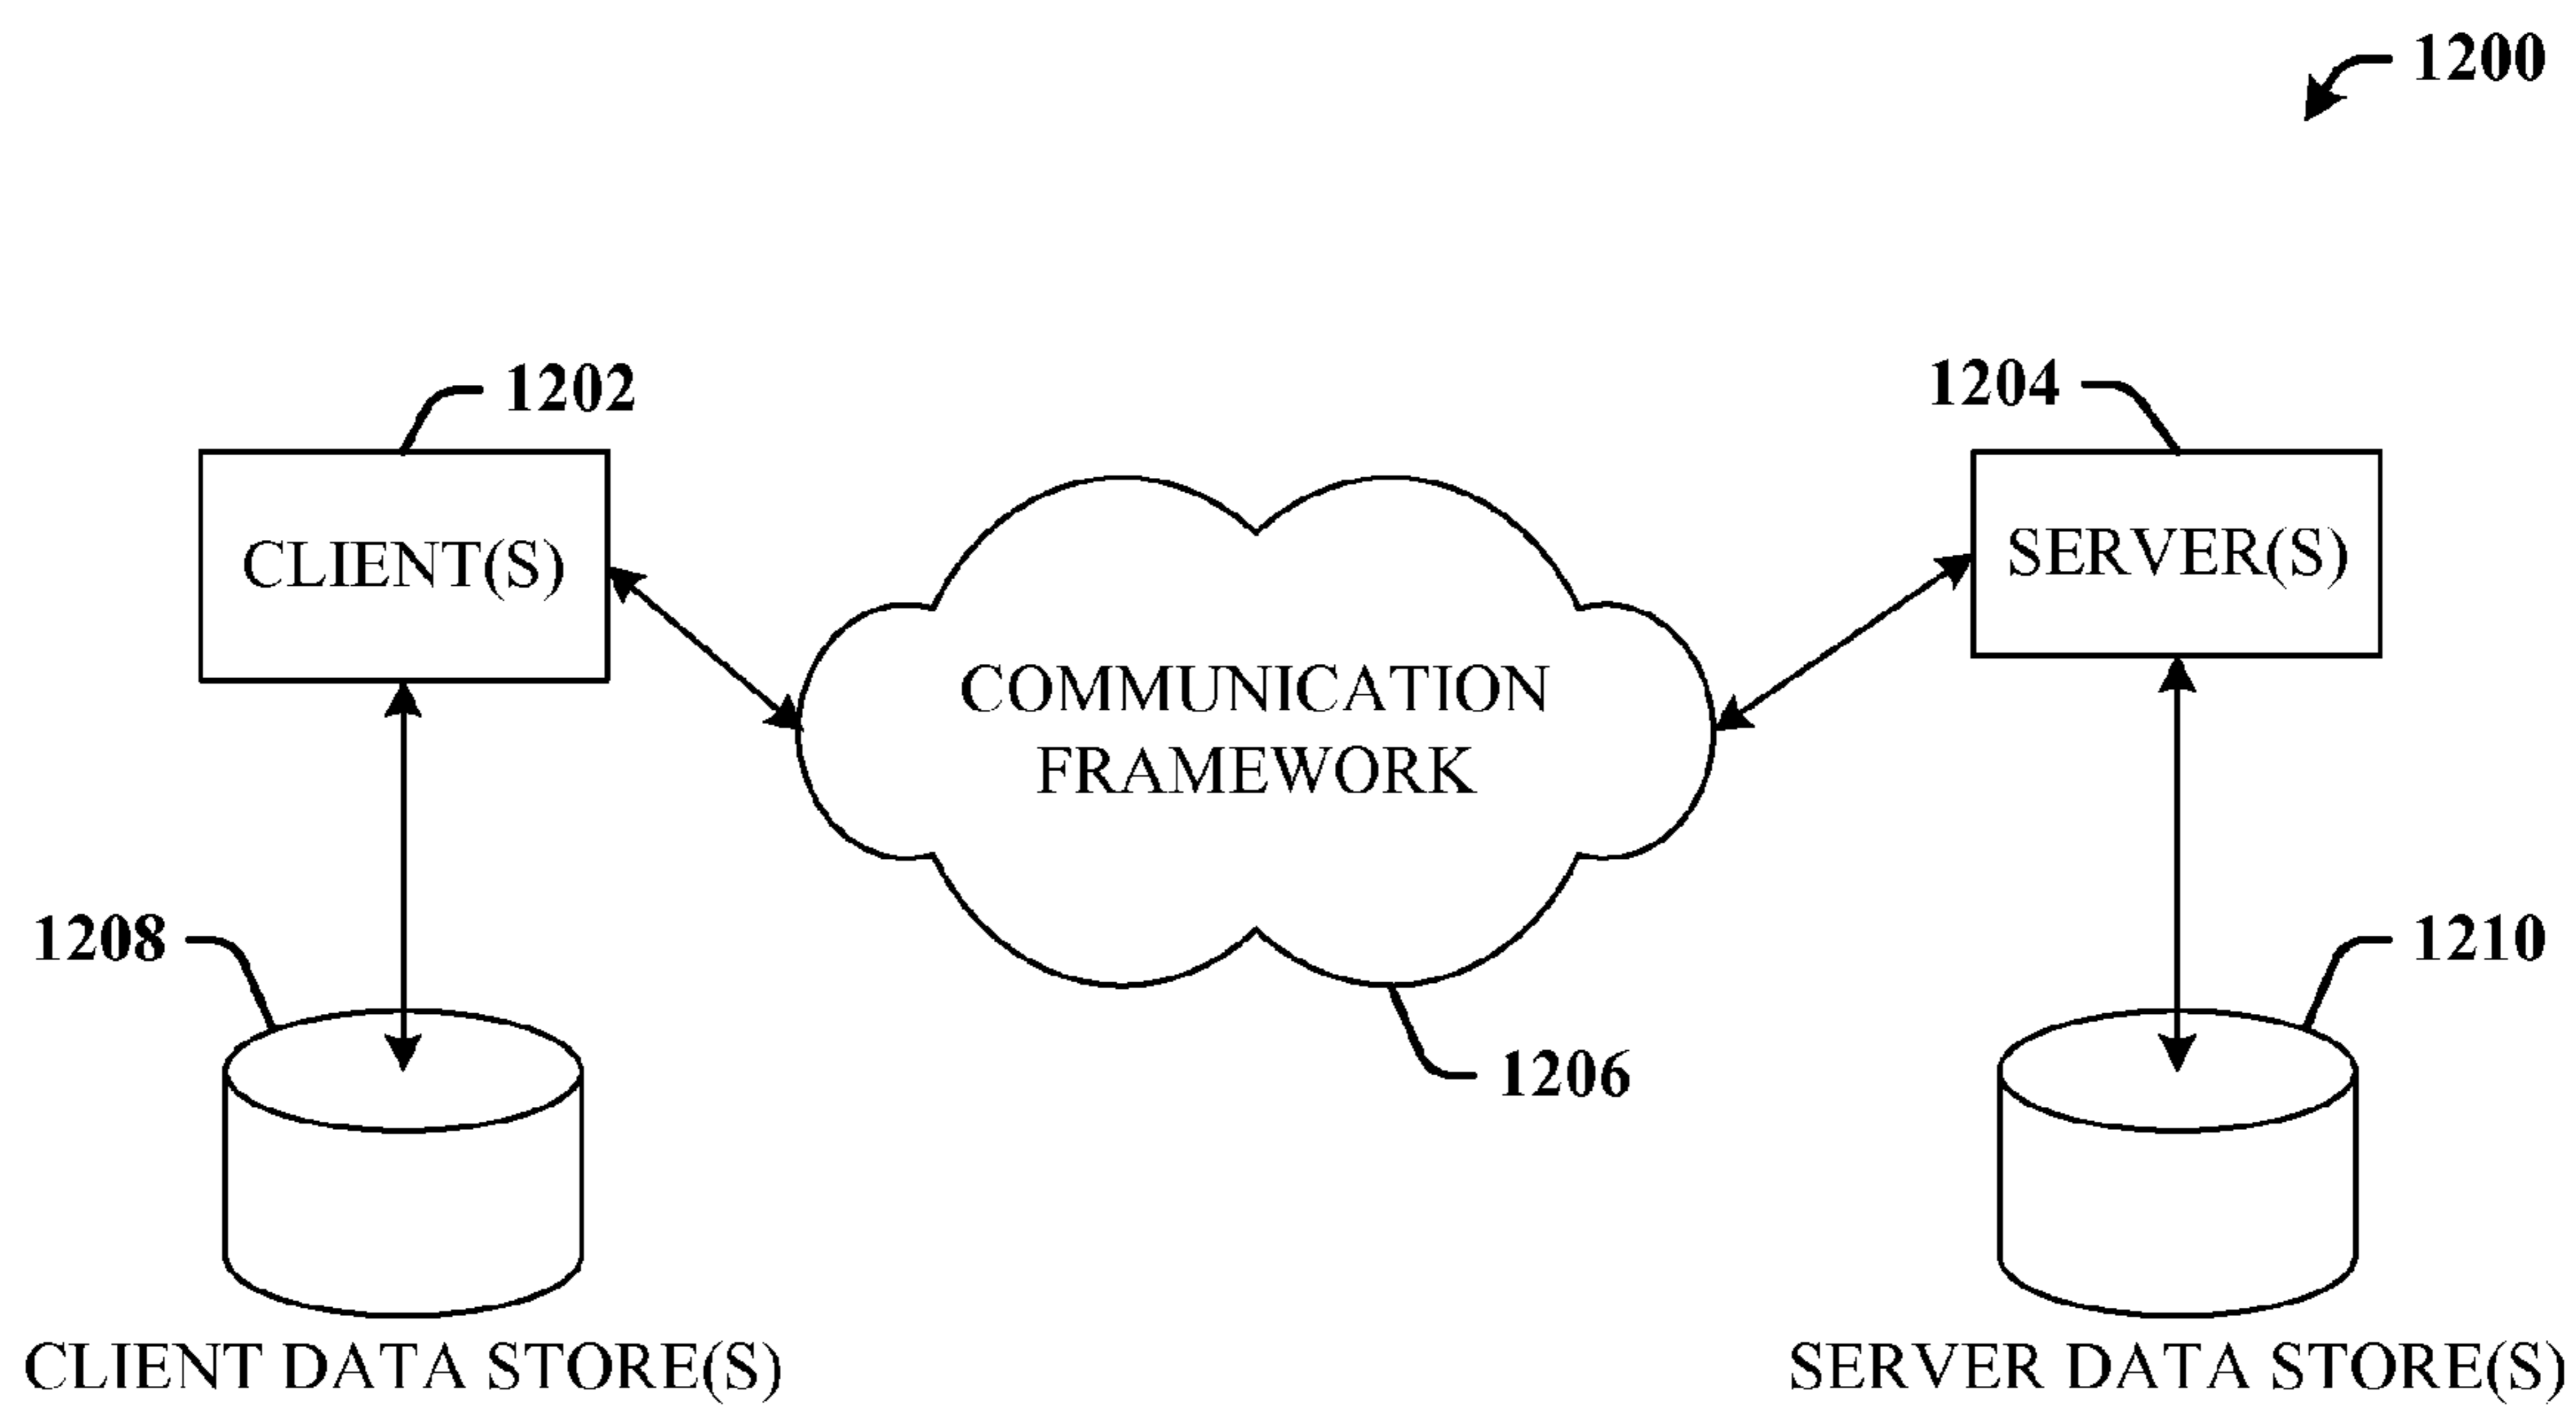 1200
1202
1204
CLIENT(S)
SERVER(S)
COMMUNICATION
FRAMEWORK
1208
1210
1206
CLIENT DATA STORE(S)
SERVER DATA STORE(S)